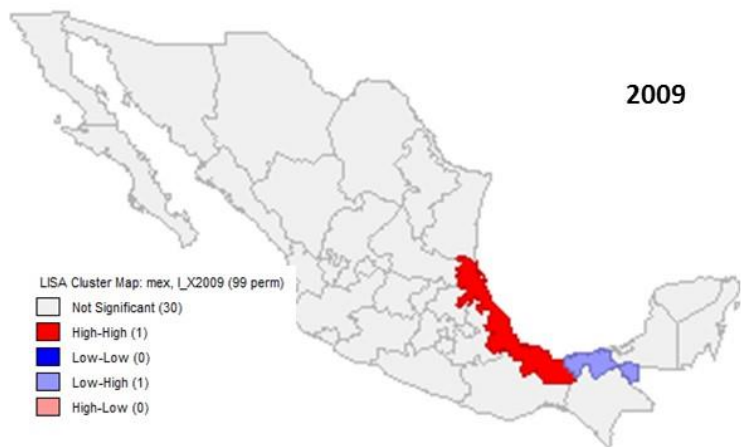 2009
LISA Cluster Map: mex, I_X2009 (99 perm)
Not Significant (30)
High-High (1)
Low-Low (0)
Low-High (1)
High-Low (0)